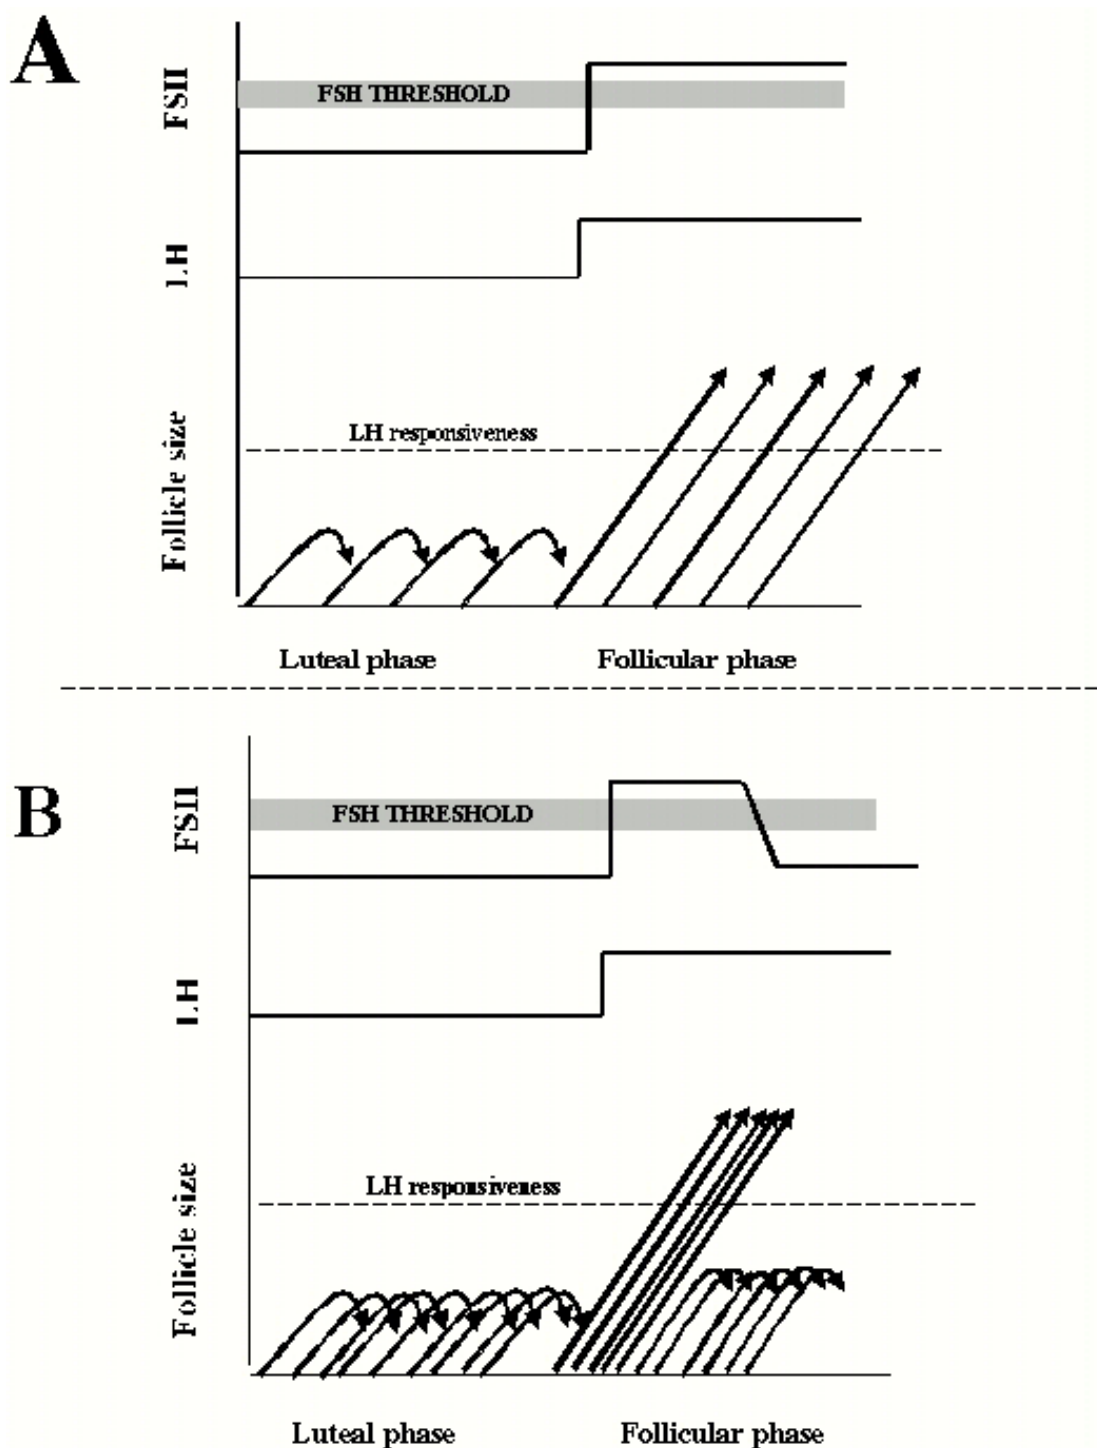 A
FSH
FSH THRESHOLD
LH
Follicle size
LH responsiveness
Luteal phase
Follicular phase
B
FSH
FSH THRESHOLD
LH
Follicle size
LH responsiveness
Luteal phase
Follicular phase